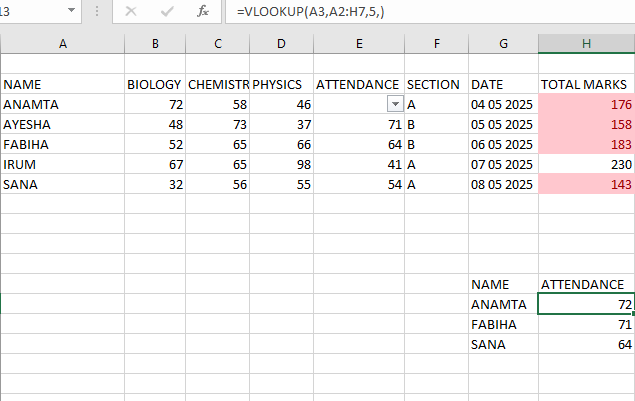 13 fx =VLOOKUP(A3,A2:H7,5,)
A B C D E F G H
NAME BIOLOGY CHEMISTR PHYSICS ATTENDANCE SECTION DATE TOTAL MARKS
ANAMTA 72 58 46 A 04 05 2025 176
AYESHA 48 73 37 71 B 05 05 2025 158
FABIHA 52 65 66 64 B 06 05 2025 183
IRUM 67 65 98 41 A 07 05 2025 230
SANA 32 56 55 54 A 08 05 2025 143
NAME ATTENDANCE
ANAMTA 72
FABIHA 71
SANA 64